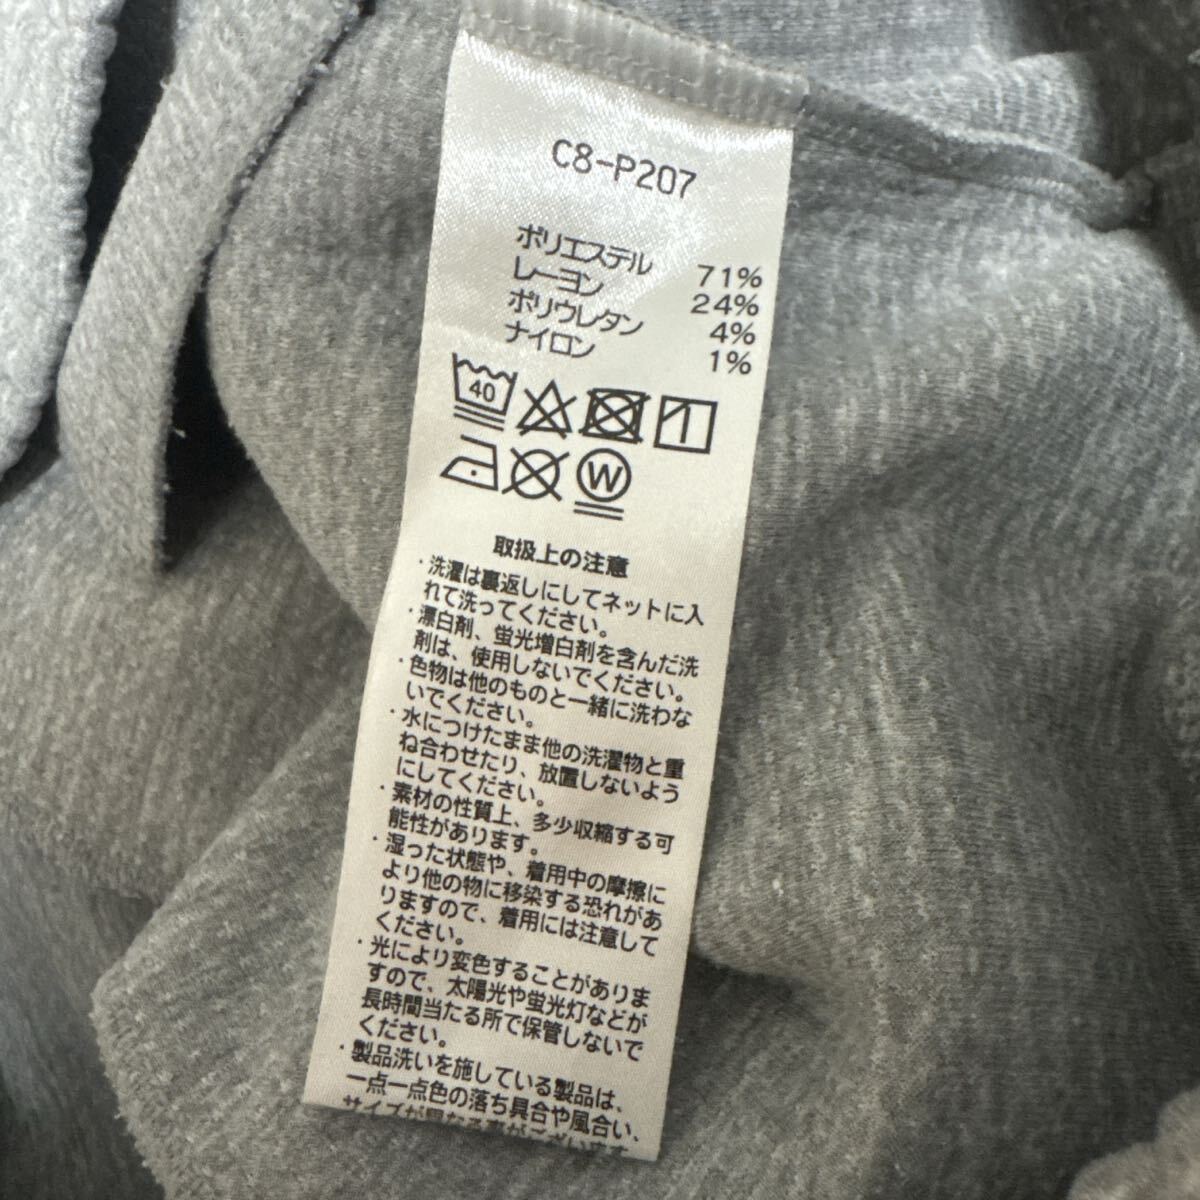 C8-P207
ポリエステル 71%
レーヨン 24%
ポリウレタン 4%
ナイロン 1%
40
W
取扱上の注意
・洗濯は裏返しにしてネットに入
れて洗ってください。
・漂白剤、蛍光増白剤を含んだ洗
剤は、使用しないでください。
・色物は他のものと一緒に洗わな
いでください。
・水につけたまま他の洗濯物と重
ね合わせたり、放置しないよう
にしてください。
・素材の性質上、多少収縮する可
能性があります。
・湿った状態や、着用中の摩擦に
より他の物に移染する恐れがあ
りますので、着用には注意して
ください。
・光により変色することがありま
すので、太陽光や蛍光灯などが
長時間当たる所で保管しないで
ください。
・製品洗いを施している製品は、
一点一点色の落ち具合や風合い、
サイズが異なる事がございます